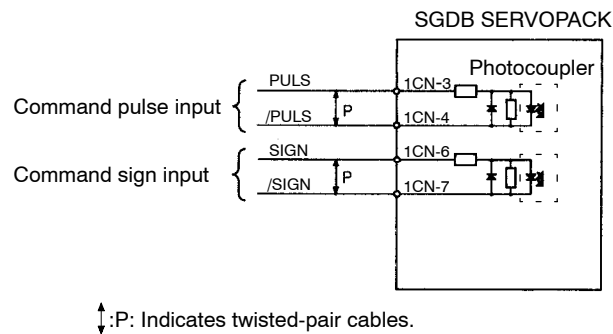 SGDB SERVOPACK
Photocoupler
Command pulse input
PULS
P
/PULS
1CN-3
1CN-4
Command sign input
SIGN
P
/SIGN
1CN-6
1CN-7
:P: Indicates twisted-pair cables.